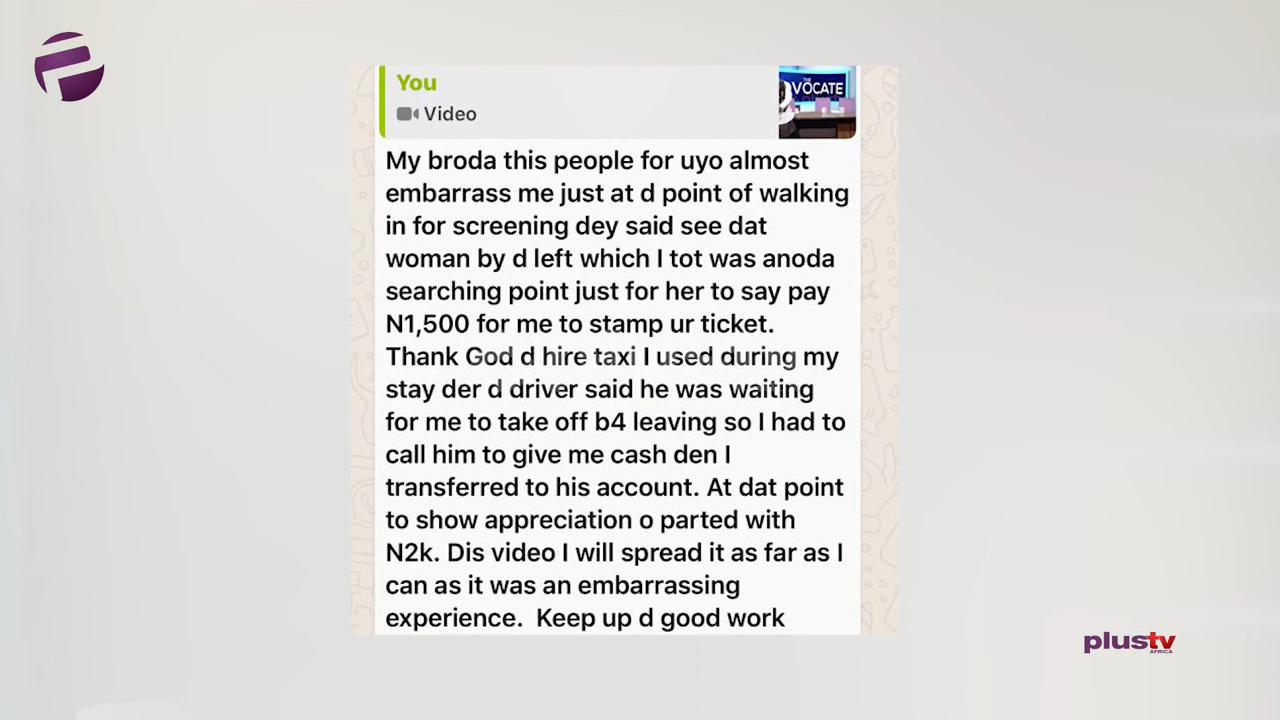 You
Video
THE
VOCATE
My broda this people for uyo almost
embarrass me just at d point of walking
in for screening dey said see dat
woman by d left which I tot was anoda
searching point just for her to say pay
N1,500 for me to stamp ur ticket.
Thank God d hire taxi I used during my
stay der d driver said he was waiting
for me to take off b4 leaving so I had to
call him to give me cash den I
transferred to his account. At dat point
to show appreciation o parted with
N2k. Dis video I will spread it as far as I
can as it was an embarrassing
experience.  Keep up d good work
plustv
AFRICA